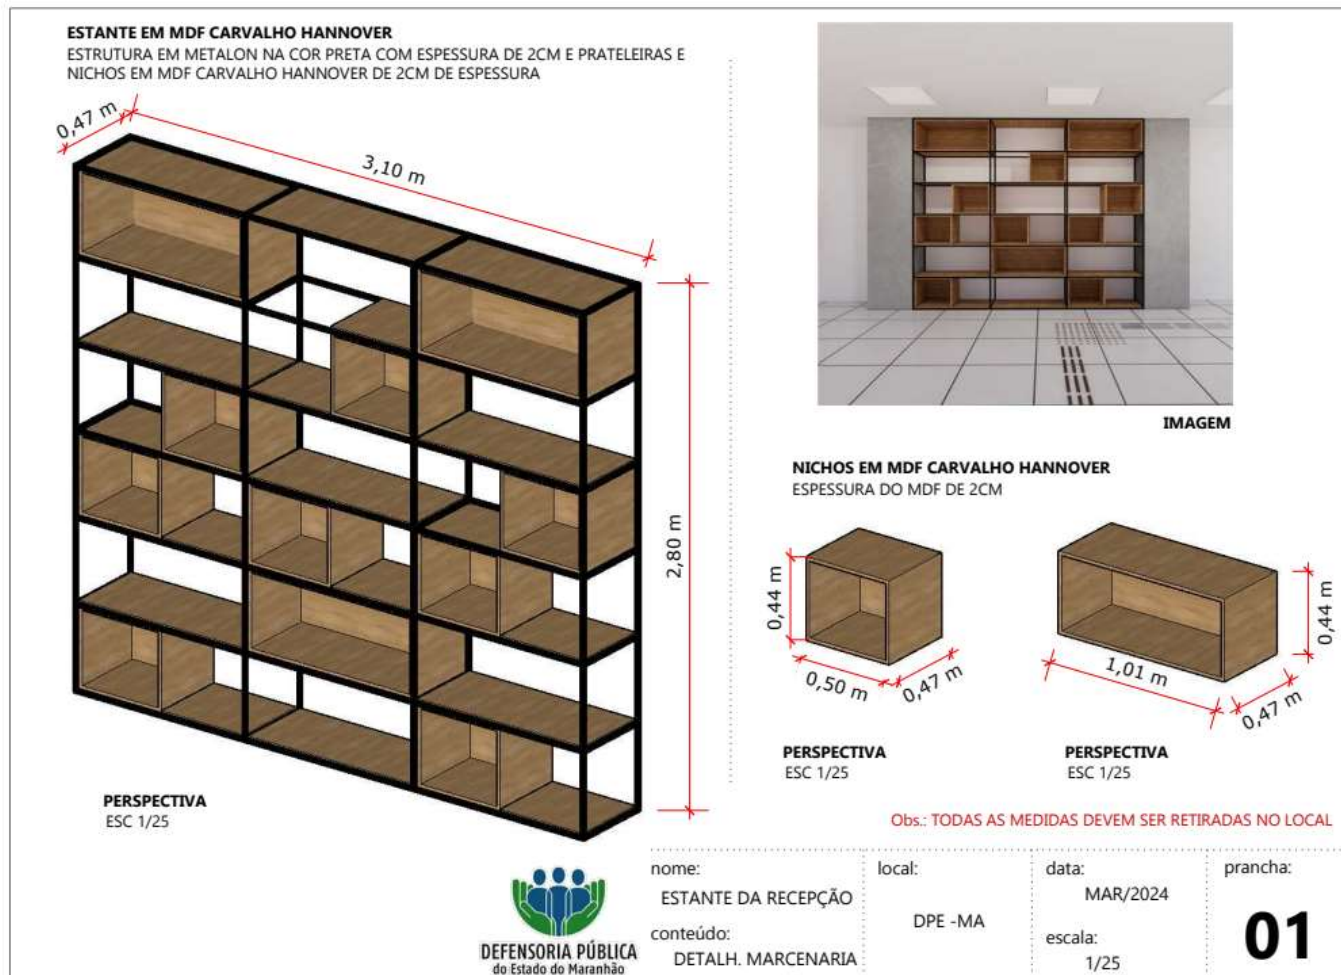 ESTANTE EM MDF CARVALHO HANNOVER
ESTRUTURA EM METALON NA COR PRETA COM ESPESSURA DE 2CM E PRATELEIRAS E
NICHOS EM MDF CARVALHO HANNOVER DE 2CM DE ESPESSURA
0,47 m
3,10 m
2,80 m
PERSPECTIVA
ESC 1/25
IMAGEM
NICHOS EM MDF CARVALHO HANNOVER
ESPESSURA DO MDF DE 2CM
0,44 m
0,50 m
0,47 m
1,01 m
0,44 m
0,47 m
PERSPECTIVA
ESC 1/25
PERSPECTIVA
ESC 1/25
Obs.: TODAS AS MEDIDAS DEVEM SER RETIRADAS NO LOCAL
DEFENSORIA PÚBLICA
do Estado do Maranhão
nome:
ESTANTE DA RECEPÇÃO
conteúdo:
DETALH. MARCENARIA
local:
DPE -MA
data:
MAR/2024
escala:
1/25
prancha:
01